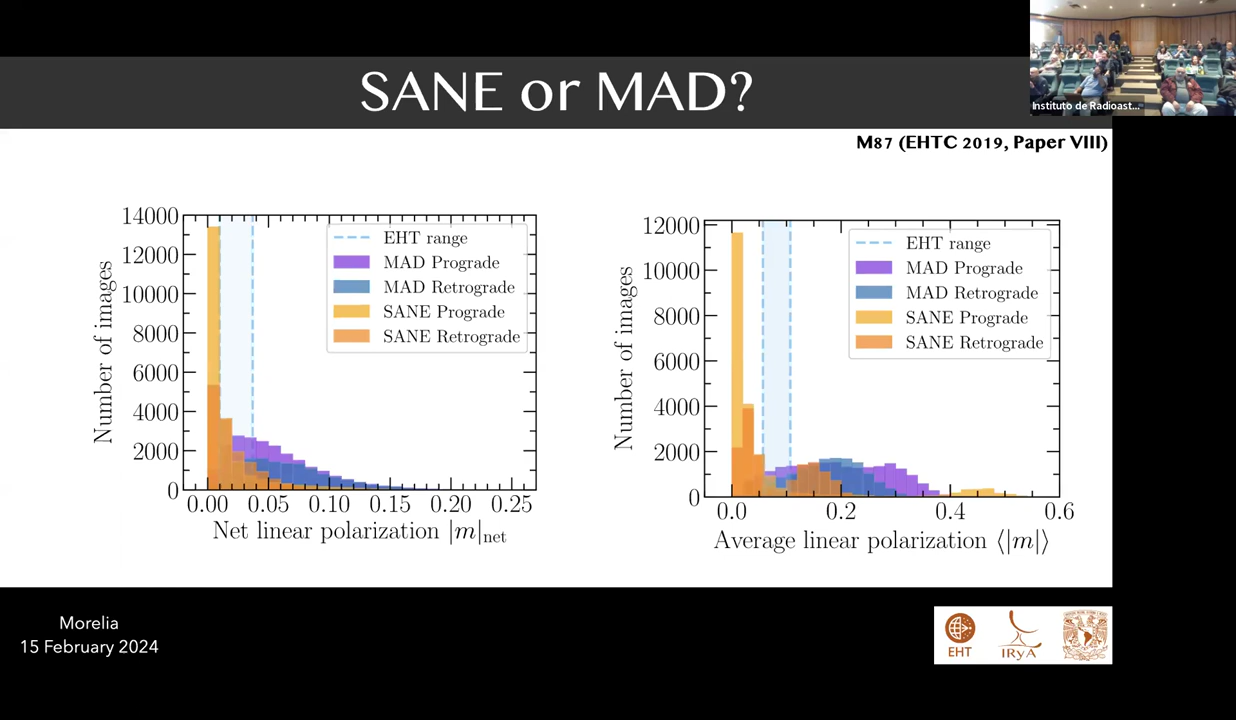 SANE or MAD?
Instituto de Radioast...
M87 (EHTC 2019, Paper VIII)
14000
12000
10000
8000
6000
4000
2000
0
Number of images
0.00 0.05 0.10 0.15 0.20 0.25
Net linear polarization |m|net
EHT range
MAD Prograde
MAD Retrograde
SANE Prograde
SANE Retrograde
12000
10000
8000
6000
4000
2000
0
Number of images
0.0 0.2 0.4 0.6
Average linear polarization ⟨|m|⟩
EHT range
MAD Prograde
MAD Retrograde
SANE Prograde
SANE Retrograde
Morelia
15 February 2024
EHT
IRyA